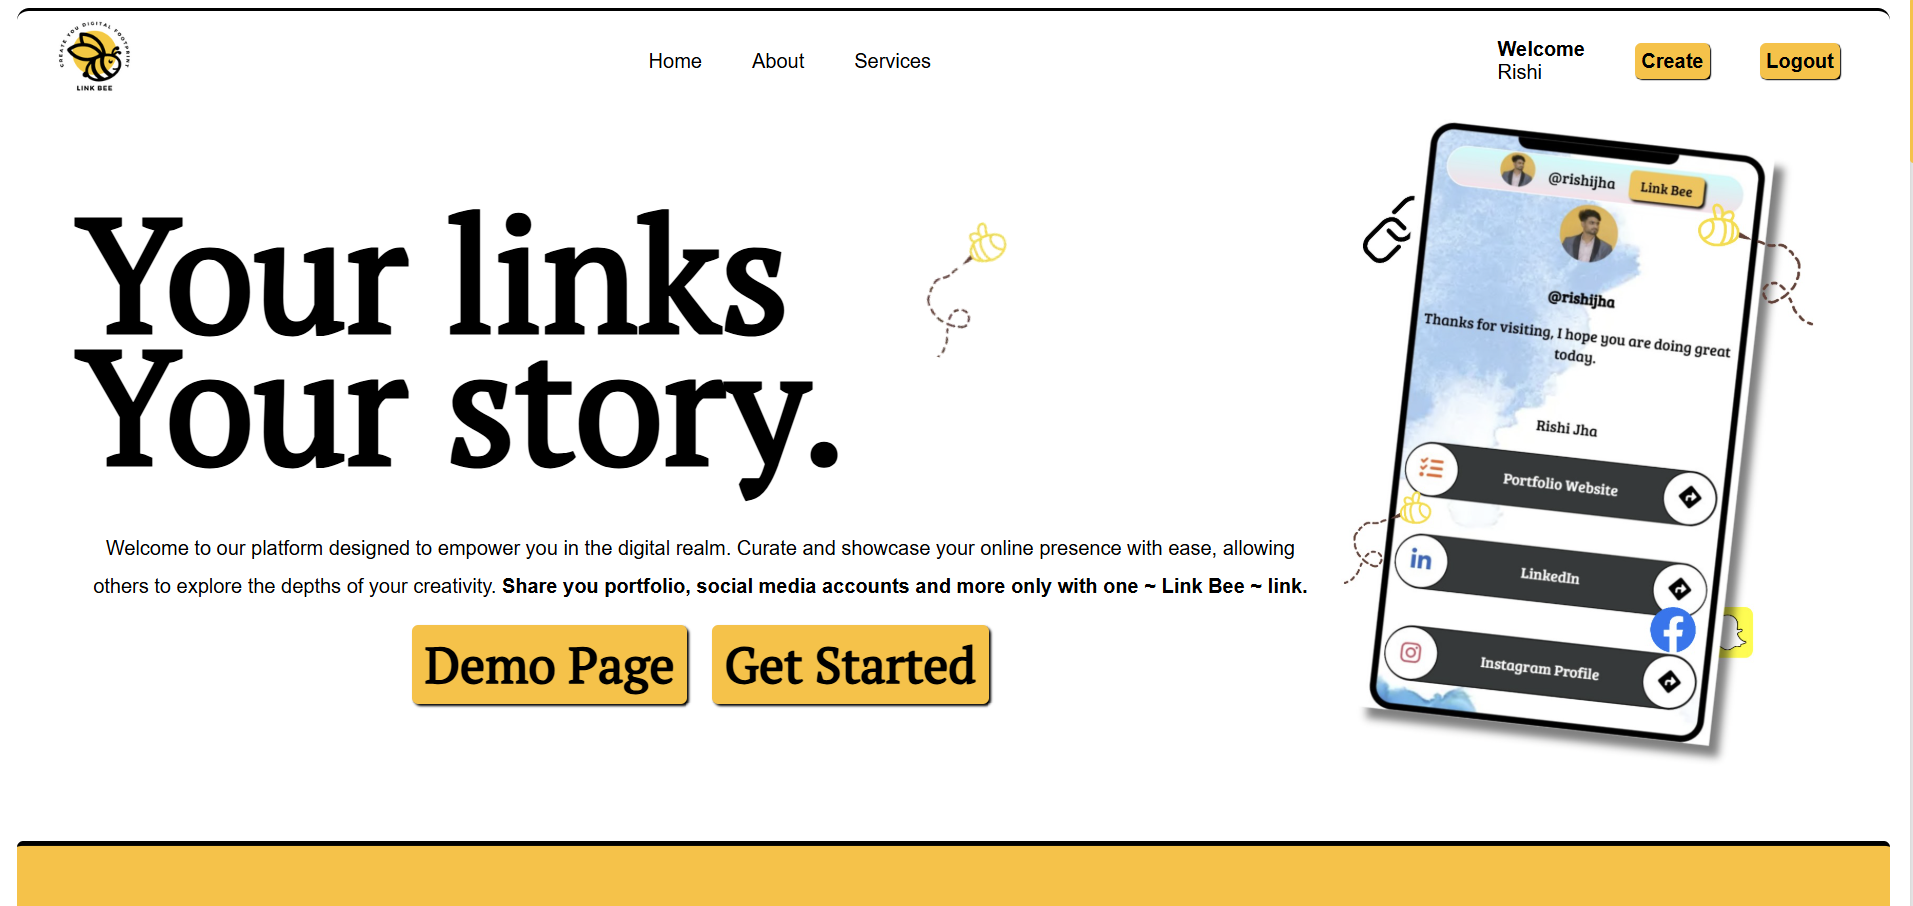 CREATE YOU DIGITAL FOOTPRINT
LINK BEE
Home About Services
Welcome
Rishi
Create
Logout
Your links
Your story.
Welcome to our platform designed to empower you in the digital realm. Curate and showcase your online presence with ease, allowing
others to explore the depths of your creativity. Share you portfolio, social media accounts and more only with one ~ Link Bee ~ link.
Demo Page
Get Started
@rishijha
Link Bee
@rishijha
Thanks for visiting, I hope you are doing great
today.
Rishi Jha
Portfolio Website
in
LinkedIn
Instagram Profile